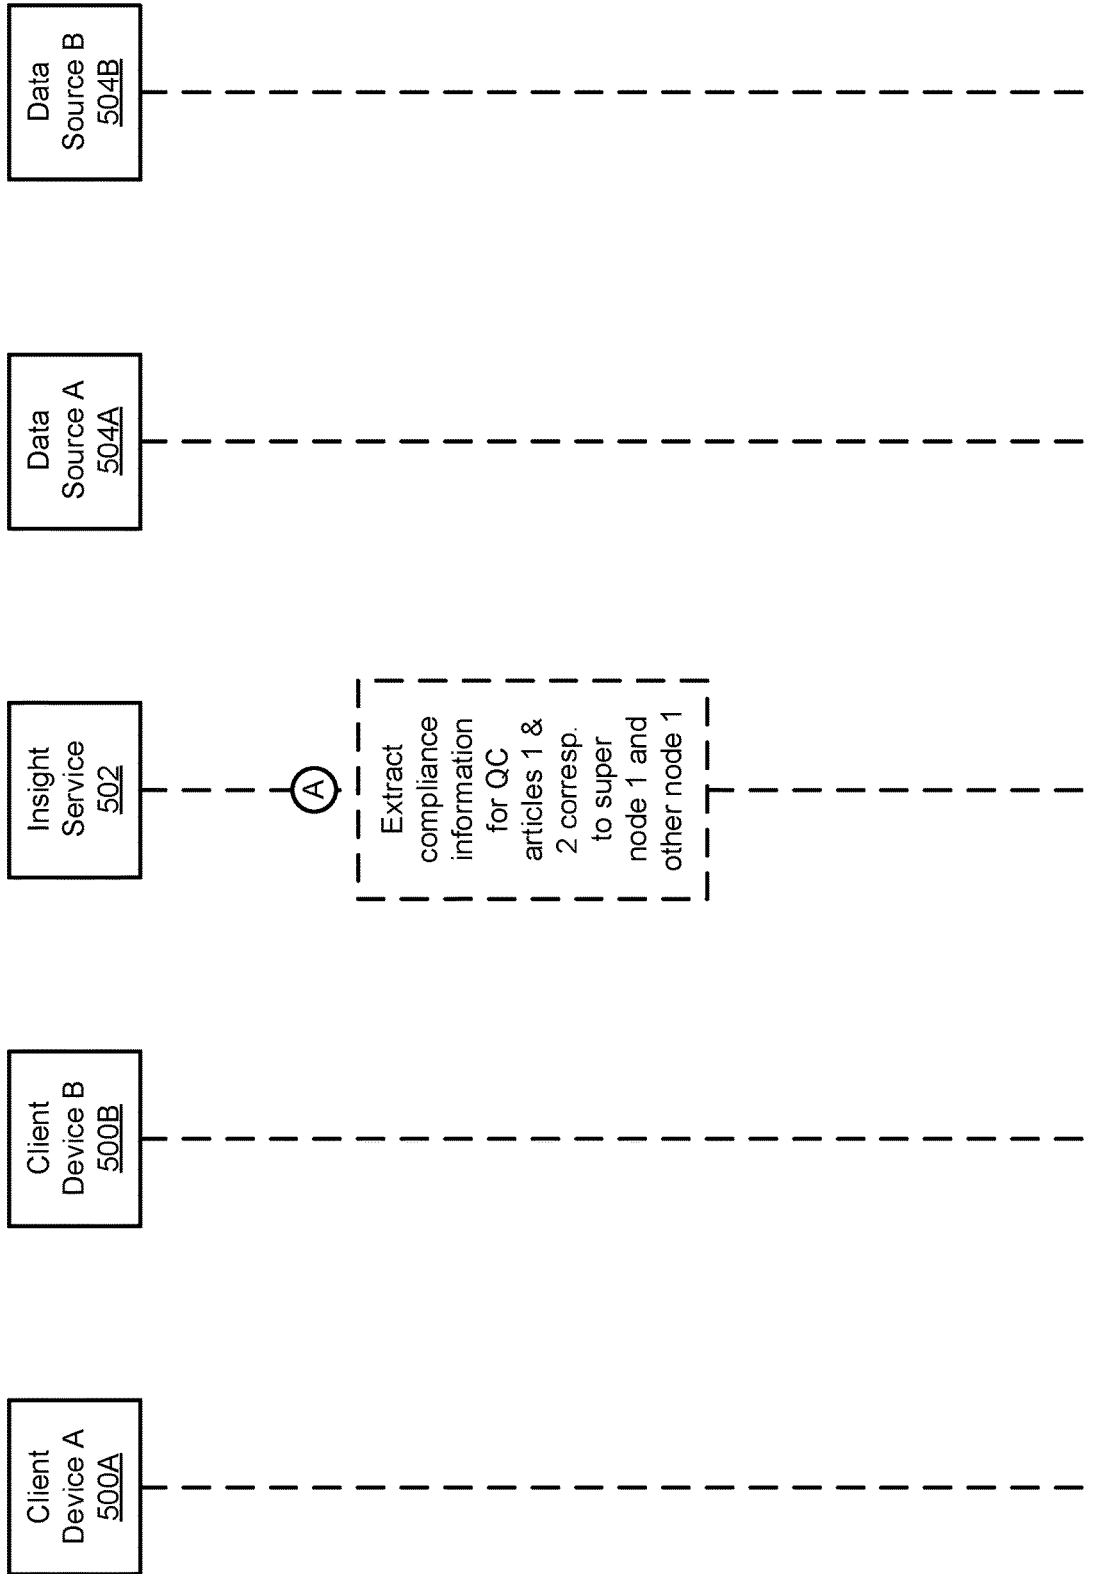 Client
Device A
500A
Client
Device B
500B
Insight
Service
502
Data
Source A
504A
Data
Source B
504B
A
Extract
compliance
information
for QC
articles 1 &
2 corresp.
to super
node 1 and
other node 1